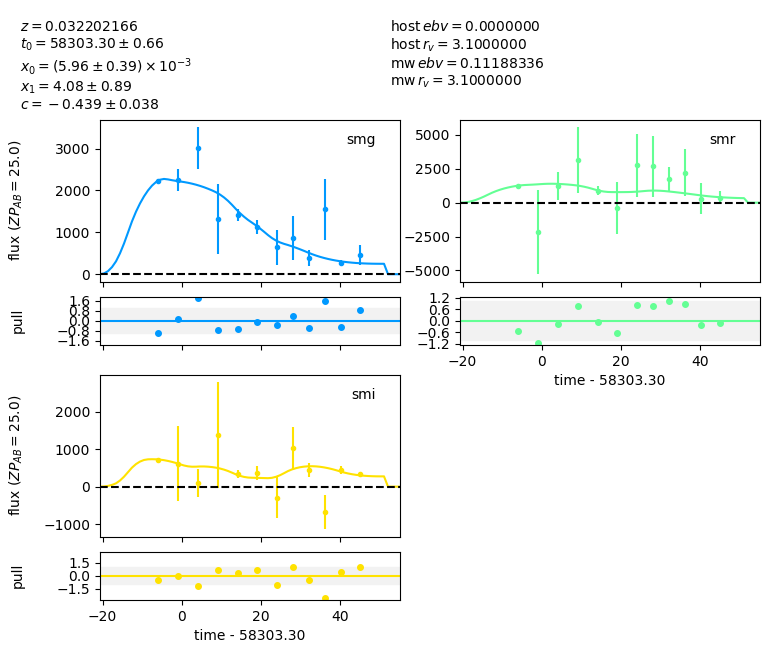 z = 0.032202166
t₀ = 58303.30 ± 0.66
x₀ = (5.96 ± 0.39) × 10⁻³
x₁ = 4.08 ± 0.89
c = −0.439 ± 0.038
host ebv = 0.0000000
host r_v = 3.1000000
mw ebv = 0.11188336
mw r_v = 3.1000000
smg
flux (ZP_AB = 25.0)
3000
2000
1000
0
pull
1.6
0.8
0.0
−0.8
−1.6
smr
5000
2500
0
−2500
−5000
1.2
0.6
0.0
−0.6
−1.2
−20 0 20 40
time - 58303.30
smi
flux (ZP_AB = 25.0)
2000
1000
0
−1000
pull
1.5
0.0
−1.5
−20 0 20 40
time - 58303.30